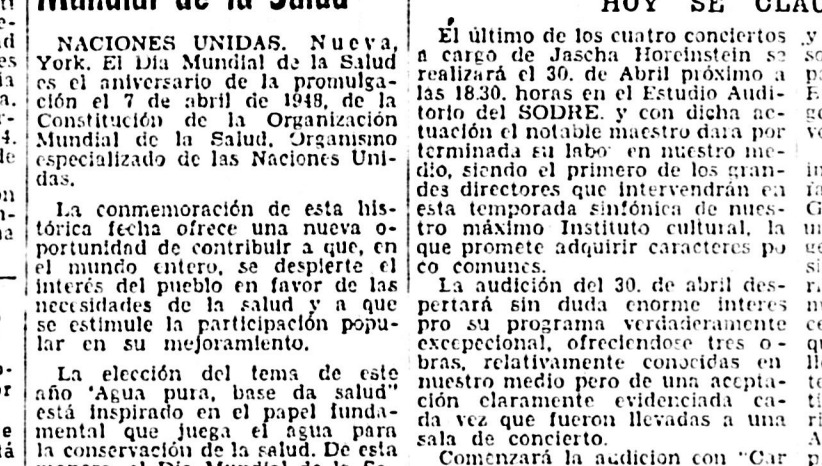 Mundial de la Salud
NACIONES UNIDAS. Nueva,
York. El Día Mundial de la Salud
es el aniversario de la promulga-
ción el 7 de abril de 1948, de la
Constitución de la Organización
Mundial de la Salud, Organismo
especializado de las Naciones Uni-
das.
La conmemoración de esta his-
tórica fecha ofrece una nueva o-
portunidad de contribuir a que, en
el mundo entero, se despierte el
interés del pueblo en favor de las
necesidades de la salud y a que
se estimule la participación popu-
lar en su mejoramiento.
La elección del tema de este
año "Agua pura, base da salud"
está inspirado en el papel funda-
mental que juega el agua para
la conservación de la salud. De esta
HOY SE
El último de los cuatro conciertos
a cargo de Jascha Horeinstein se
realizará el 30. de Abril próximo a
las 18.30. horas en el Estudio Audi-
torio del SODRE. y con dicha ac-
tuación el notable maestro dara por
terminada su labo en nuestro me-
dio, siendo el primero de los gran-
des directores que intervendrán en
esta temporada sinfónica de nues-
tro máximo Instituto cultural, la
que promete adquirir caracteres po
co comunes.
La audición del 30. de abril des-
pertará sin duda enorme interes
pro su programa verdaderamente
excepcional, ofreciendose tres o-
bras, relativamente conocidas en
nuestro medio pero de una acepta-
ción claramente evidenciada ca-
da vez que fueron llevadas a una
sala de concierto.
Comenzará la audicion con "Car